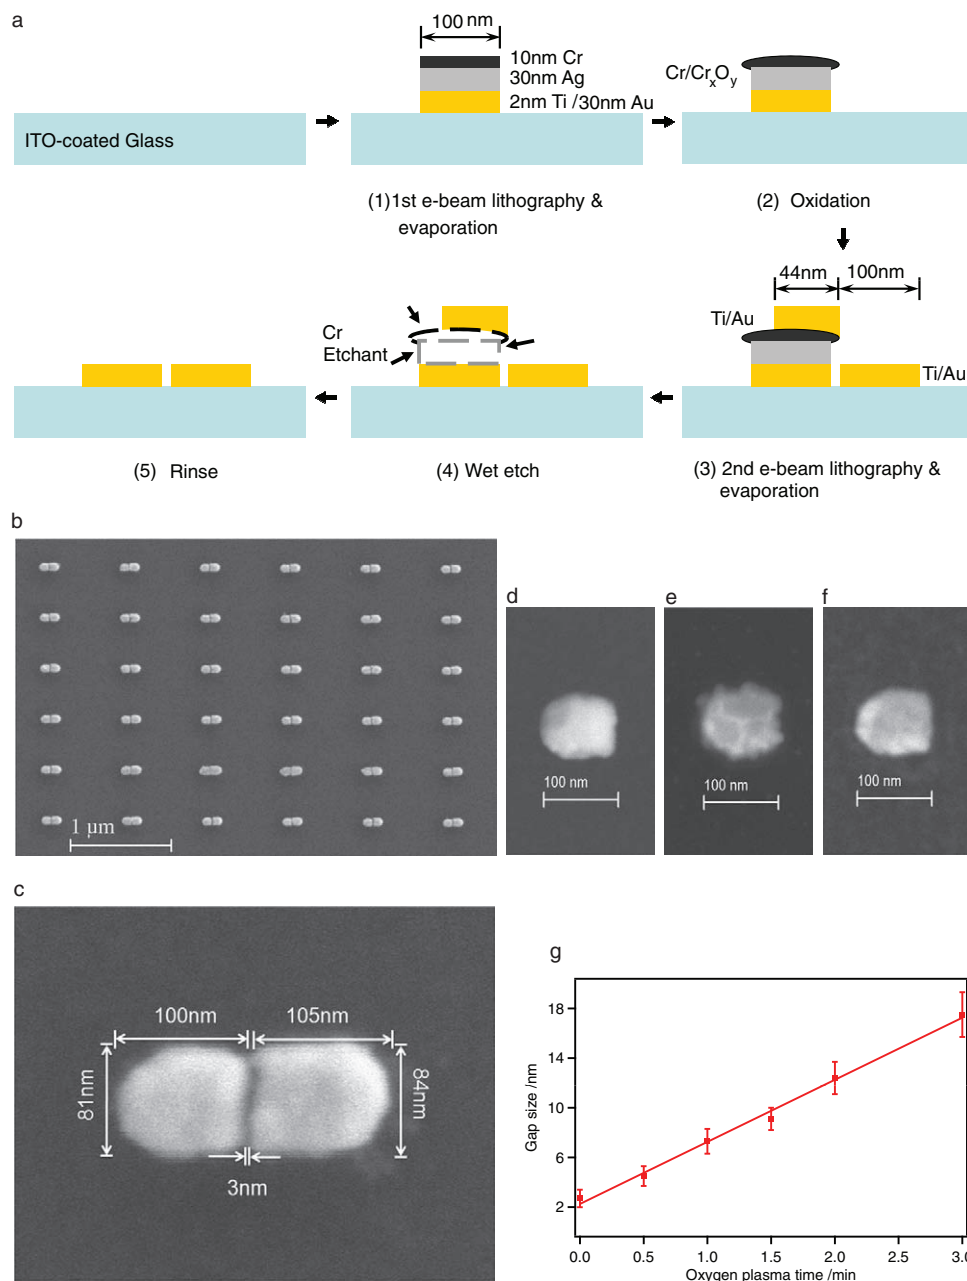 a
100 nm
10nm Cr
30nm Ag
2nm Ti /30nm Au
Cr/CrxOy
ITO-coated Glass
(1)1st e-beam lithography &
evaporation
(2) Oxidation
44nm
100nm
Ti/Au
Cr
Etchant
Ti/Au
(5) Rinse
(4) Wet etch
(3) 2nd e-beam lithography &
evaporation
b
1 µm
d
100 nm
e
100 nm
f
100 nm
c
100nm
105nm
81nm
84nm
3nm
g
Gap size /nm
18
14
10
6
2
0.0
0.5
1.0
1.5
2.0
2.5
3.0
Oxygen plasma time /min